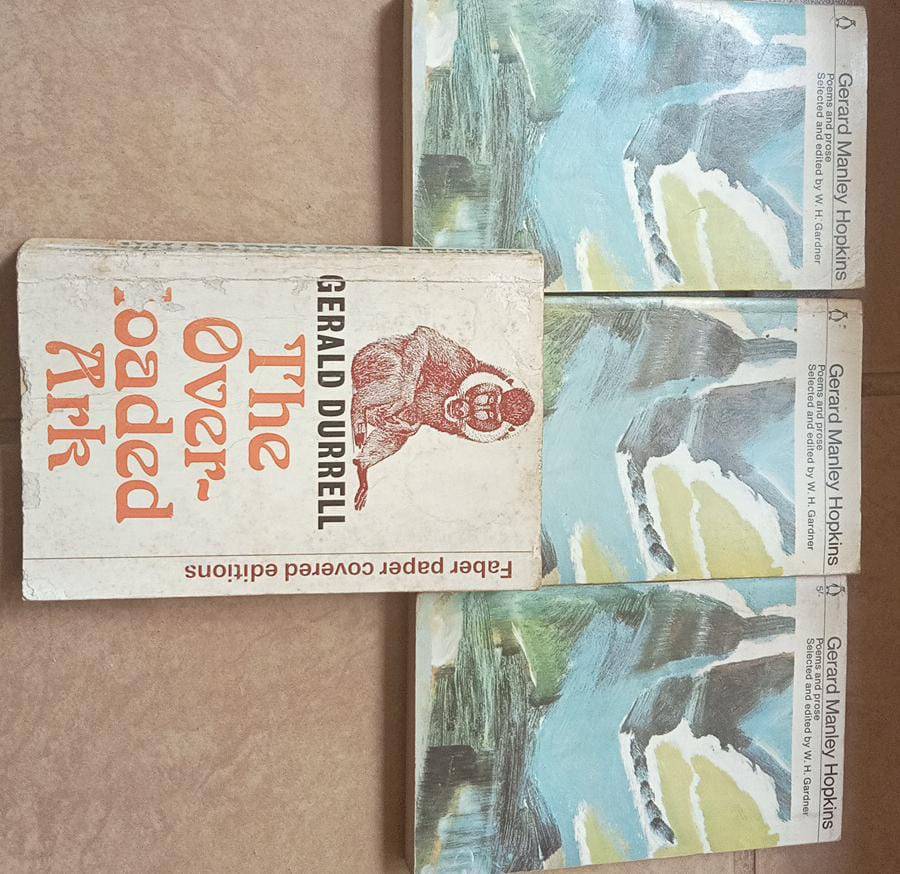 Gerard Manley Hopkins
Poems and prose
Selected and edited by W. H. Gardner
Gerard Manley Hopkins
Poems and prose
Selected and edited by W. H. Gardner
Gerard Manley Hopkins
Poems and prose
Selected and edited by W. H. Gardner
5/-
GERALD DURRELL
The
Over-
loaded
Ark
Faber paper covered editions